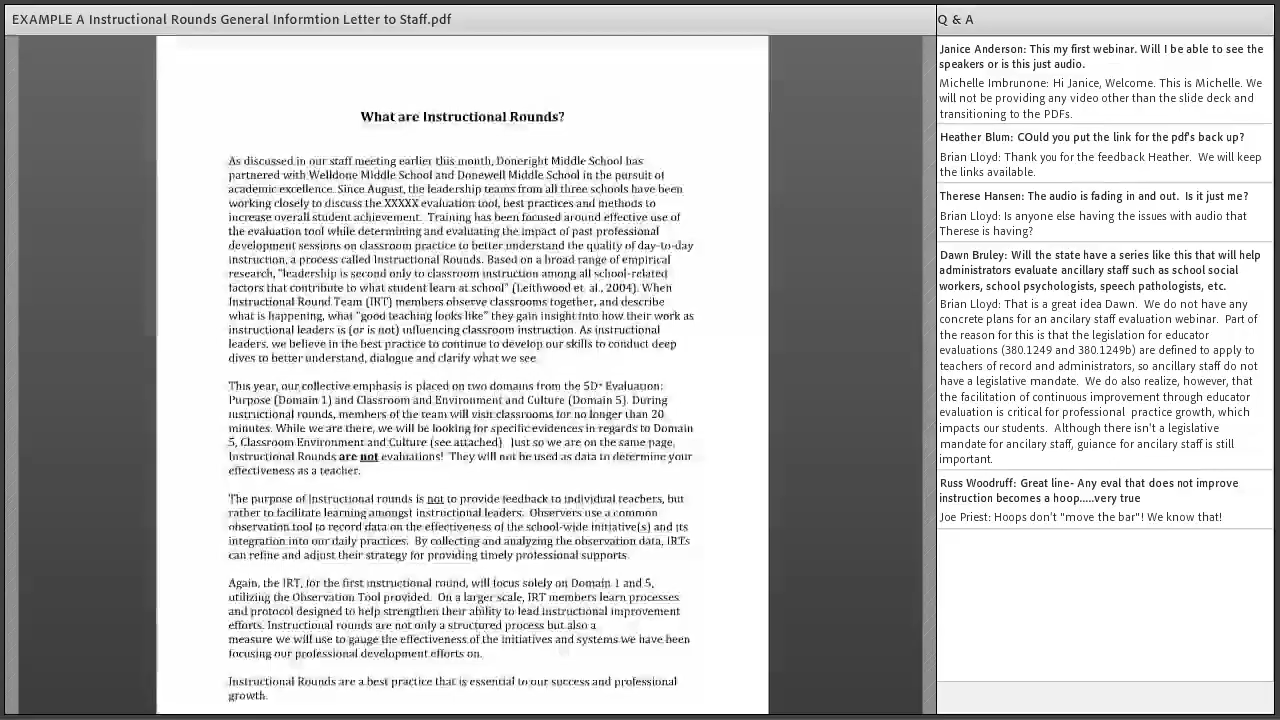 EXAMPLE A Instructional Rounds General Informtion Letter to Staff.pdf
What are Instructional Rounds?
As discussed in our staff meeting earlier this month, Doneright Middle School has
partnered with Welldone Middle School and Donewell Middle School in the pursuit of
academic excellence. Since August, the leadership teams from all three schools have been
working closely to discuss the XXXXX evaluation tool, best practices and methods to
increase overall student achievement. Training has been focused around effective use of
the evaluation tool while determining and evaluating the impact of past professional
development sessions on classroom practice to better understand the quality of day-to-day
instruction, a process called Instructional Rounds. Based on a broad range of empirical
research, "leadership is second only to classroom instruction among all school-related
factors that contribute to what student learn at school" (Leithwood et. al., 2004). When
Instructional Round Team (IRT) members observe classrooms together, and describe
what is happening, what "good teaching looks like" they gain insight into how their work as
instructional leaders is (or is not) influencing classroom instruction. As instructional
leaders, we believe in the best practice to continue to develop our skills to conduct deep
dives to better understand, dialogue and clarify what we see.
This year, our collective emphasis is placed on two domains from the 5D+ Evaluation:
Purpose (Domain 1) and Classroom and Environment and Culture (Domain 5). During
instructional rounds, members of the team will visit classrooms for no longer than 20
minutes. While we are there, we will be looking for specific evidences in regards to Domain
5, Classroom Environment and Culture (see attached). Just so we are on the same page,
Instructional Rounds are not evaluations! They will not be used as data to determine your
effectiveness as a teacher.
The purpose of Instructional rounds is not to provide feedback to individual teachers, but
rather to facilitate learning amongst instructional leaders. Observers use a common
observation tool to record data on the effectiveness of the school-wide initiative(s) and its
integration into our daily practices. By collecting and analyzing the observation data, IRTs
can refine and adjust their strategy for providing timely professional supports.
Again, the IRT, for the first instructional round, will focus solely on Domain 1 and 5,
utilizing the Observation Tool provided. On a larger scale, IRT members learn processes
and protocol designed to help strengthen their ability to lead instructional improvement
efforts. Instructional rounds are not only a structured process but also a
measure we will use to gauge the effectiveness of the initiatives and systems we have been
focusing our professional development efforts on.
Instructional Rounds are a best practice that is essential to our success and professional
growth.
Q & A
Janice Anderson: This my first webinar. Will I be able to see the
speakers or is this just audio.
Michelle Imbrunone: Hi Janice, Welcome. This is Michelle. We
will not be providing any video other than the slide deck and
transitioning to the PDFs.
Heather Blum: COuld you put the link for the pdf's back up?
Brian Lloyd: Thank you for the feedback Heather. We will keep
the links available.
Therese Hansen: The audio is fading in and out. Is it just me?
Brian Lloyd: Is anyone else having the issues with audio that
Therese is having?
Dawn Bruley: Will the state have a series like this that will help
administrators evaluate ancillary staff such as school social
workers, school psychologists, speech pathologists, etc.
Brian Lloyd: That is a great idea Dawn. We do not have any
concrete plans for an ancilary staff evaluation webinar. Part of
the reason for this is that the legislation for educator
evaluations (380.1249 and 380.1249b) are defined to apply to
teachers of record and administrators, so ancillary staff do not
have a legislative mandate. We do also realize, however, that
the facilitation of continuous improvement through educator
evaluation is critical for professional practice growth, which
impacts our students. Although there isn't a legislative
mandate for ancilary staff, guiance for ancilary staff is still
important.
Russ Woodruff: Great line- Any eval that does not improve
instruction becomes a hoop.....very true
Joe Priest: Hoops don't "move the bar"! We know that!